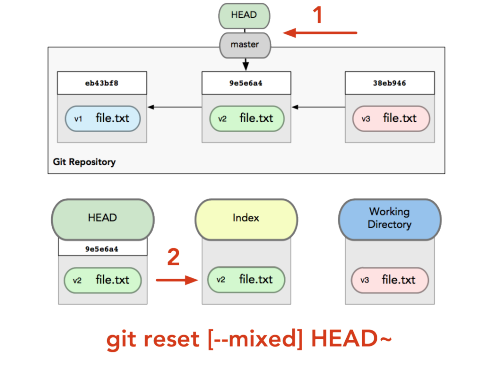 HEAD
1
master
eb43bf8
9e5e6a4
38eb946
v1 file.txt
v2 file.txt
v3 file.txt
Git Repository
HEAD
Index
Working
Directory
9e5e6a4
2
v2 file.txt
v2 file.txt
v3 file.txt
git reset [--mixed] HEAD~